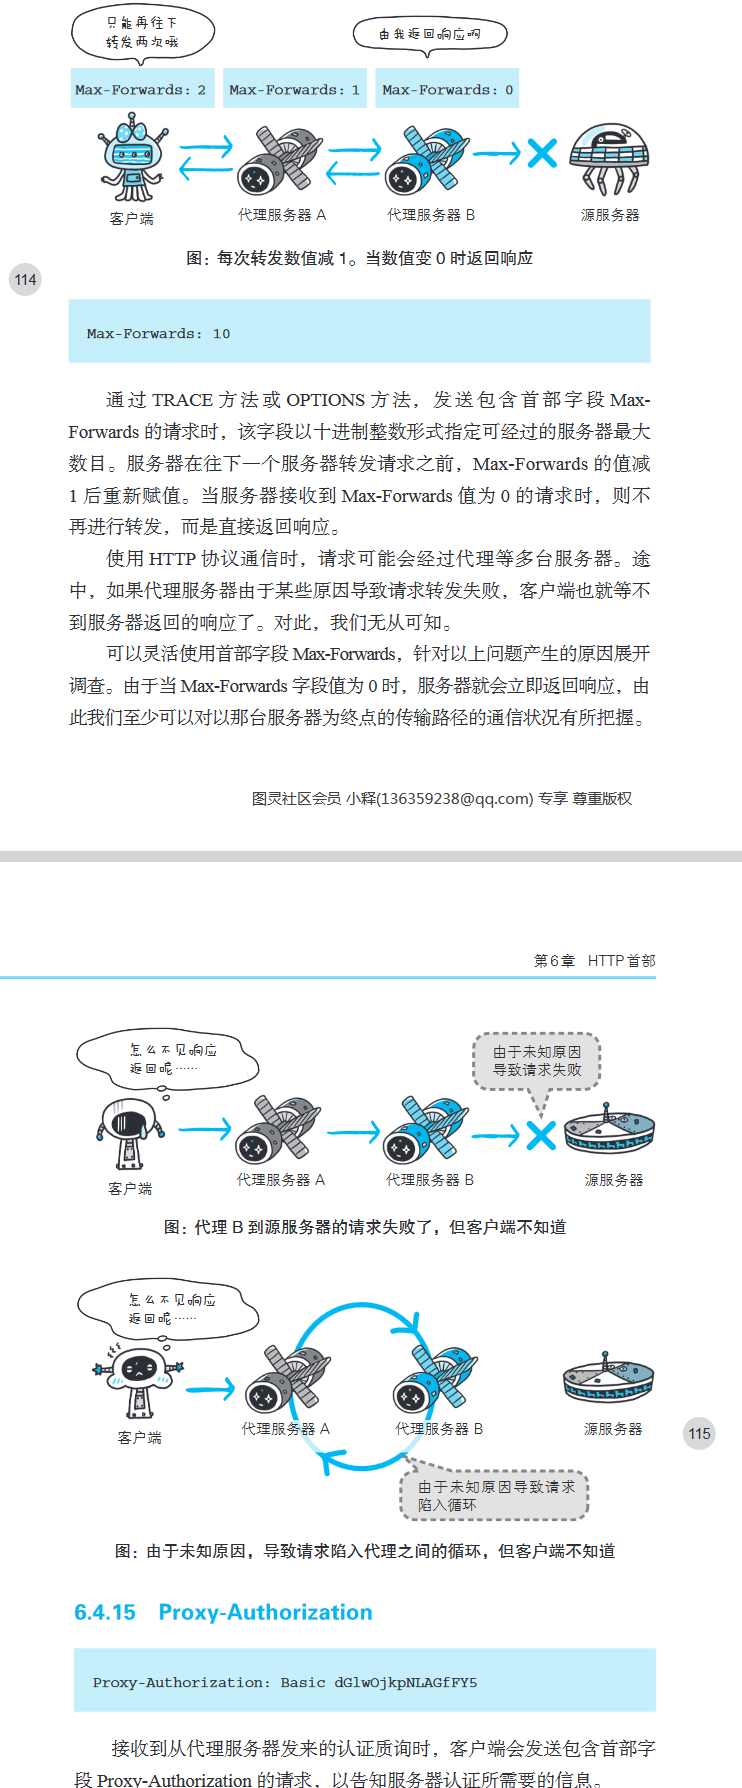 只能再往下
转发两次哦
由我返回响应啊
Max-Forwards: 2
Max-Forwards: 1
Max-Forwards: 0
客户端
代理服务器 A
代理服务器 B
源服务器
图：每次转发数值减 1。当数值变 0 时返回响应
114
Max-Forwards: 10
通过 TRACE 方法或 OPTIONS 方法，发送包含首部字段 Max-
Forwards 的请求时，该字段以十进制整数形式指定可经过的服务器最大
数目。服务器在往下一个服务器转发请求之前，Max-Forwards 的值减
1 后重新赋值。当服务器接收到 Max-Forwards 值为 0 的请求时，则不
再进行转发，而是直接返回响应。
使用 HTTP 协议通信时，请求可能会经过代理等多台服务器。途
中，如果代理服务器由于某些原因导致请求转发失败，客户端也就等不
到服务器返回的响应了。对此，我们无从可知。
可以灵活使用首部字段 Max-Forwards，针对以上问题产生的原因展开
调查。由于当 Max-Forwards 字段值为 0 时，服务器就会立即返回响应，由
此我们至少可以对以那台服务器为终点的传输路径的通信状况有所把握。
图灵社区会员 小释(136359238@qq.com) 专享 尊重版权
第6章 HTTP首部
怎么不见响应
返回呢……
由于未知原因
导致请求失败
客户端
代理服务器 A
代理服务器 B
源服务器
图：代理 B 到源服务器的请求失败了，但客户端不知道
怎么不见响应
返回呢……
客户端
代理服务器 A
代理服务器 B
源服务器
115
由于未知原因导致请求
陷入循环
图：由于未知原因，导致请求陷入代理之间的循环，但客户端不知道
6.4.15 Proxy-Authorization
Proxy-Authorization: Basic dGlwOjkpNLAGfFY5
接收到从代理服务器发来的认证质询时，客户端会发送包含首部字
段 Proxy-Authorization 的请求，以告知服务器认证所需要的信息。